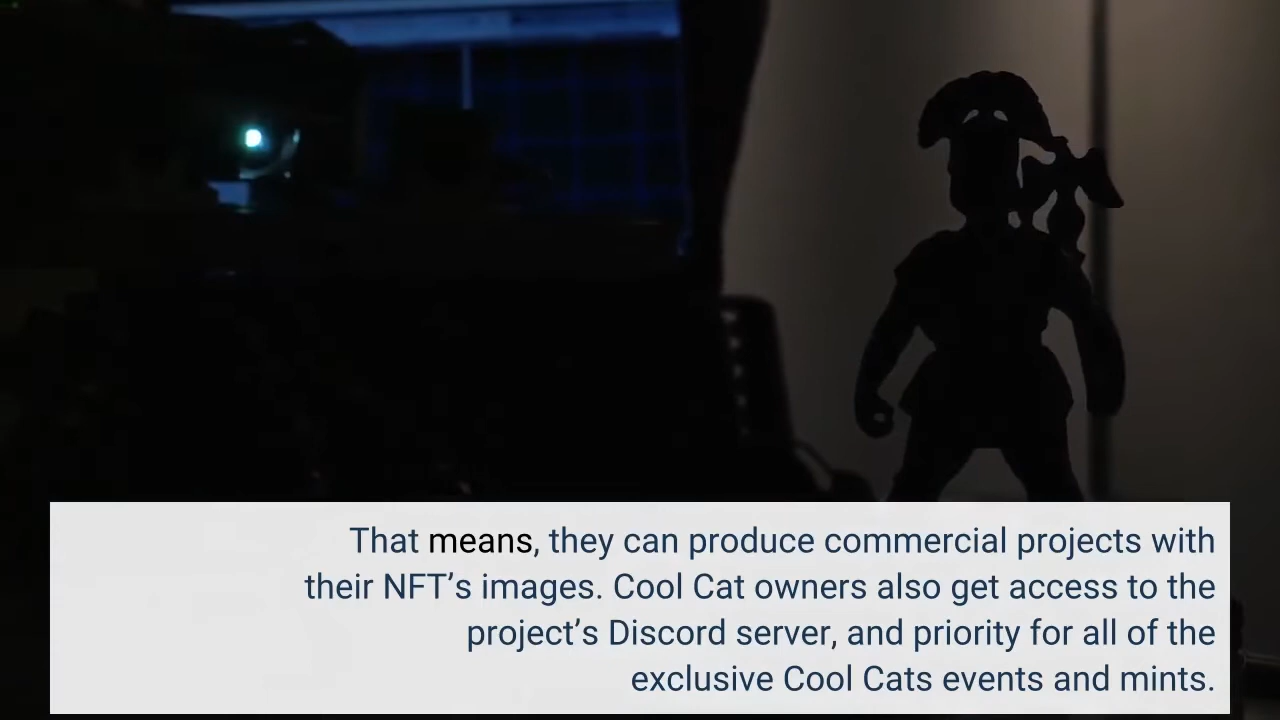 That means, they can produce commercial projects with
their NFT’s images. Cool Cat owners also get access to the
project’s Discord server, and priority for all of the
exclusive Cool Cats events and mints.